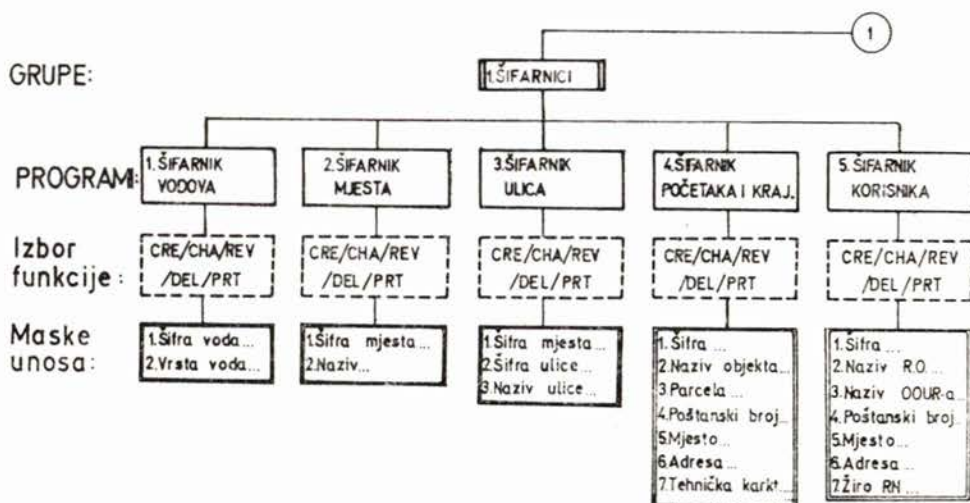 1
GRUPE:
1.ŠIFARNICI
PROGRAMI:
1.ŠIFARNIK
VODOVA
2.ŠIFARNIK
MJESTA
3.ŠIFARNIK
ULICA
4.ŠIFARNIK
POČETAKA I KRAJ.
5.ŠIFARNIK
KORISNIKA
Izbor
funkcije:
CRE/CHA/REV
/DEL/PRT
CRE/CHA/REV
/DEL/PRT
CRE/CHA/REV
/DEL/PRT
CRE/CHA/REV
/DEL/PRT
CRE/CHA/REV
/DEL/PRT
Maske
unosa:
1.Šifra voda...
2.Vrsta voda...
1.Šifra mjesta...
2.Naziv...
1.Šifra mjesta...
2.Šifra ulice...
3.Naziv ulice...
1.Šifra...
2.Naziv objekta...
3.Parcela...
4.Poštanski broj...
5.Mjesto...
6.Adresa...
7.Tehnička karkt...
1.Šifra...
2.Naziv R.O....
3.Naziv OOUR-a...
4.Poštanski broj...
5.Mjesto...
6.Adresa...
7.Žiro RN...